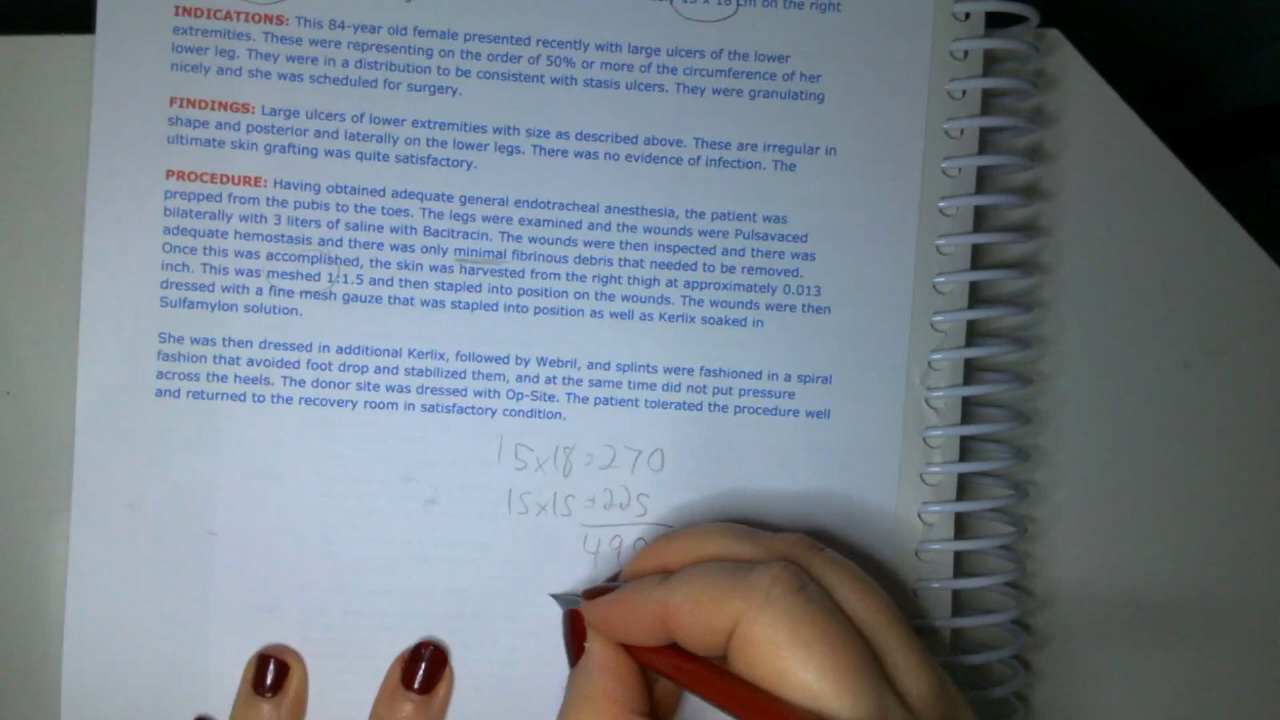 15 x 18 cm on the right
INDICATIONS: This 84-year old female presented recently with large ulcers of the lower
extremities. These were representing on the order of 50% or more of the circumference of her
lower leg. They were in a distribution to be consistent with stasis ulcers. They were granulating
nicely and she was scheduled for surgery.
FINDINGS: Large ulcers of lower extremities with size as described above. These are irregular in
shape and posterior and laterally on the lower legs. There was no evidence of infection. The
ultimate skin grafting was quite satisfactory.
PROCEDURE: Having obtained adequate general endotracheal anesthesia, the patient was
prepped from the pubis to the toes. The legs were examined and the wounds were Pulsavaced
bilaterally with 3 liters of saline with Bacitracin. The wounds were then inspected and there was
adequate hemostasis and there was only minimal fibrinous debris that needed to be removed.
Once this was accomplished, the skin was harvested from the right thigh at approximately 0.013
inch. This was meshed 1:1.5 and then stapled into position on the wounds. The wounds were then
dressed with a fine mesh gauze that was stapled into position as well as Kerlix soaked in
Sulfamylon solution.
She was then dressed in additional Kerlix, followed by Webril, and splints were fashioned in a spiral
fashion that avoided foot drop and stabilized them, and at the same time did not put pressure
across the heels. The donor site was dressed with Op-Site. The patient tolerated the procedure well
and returned to the recovery room in satisfactory condition.
15x18=270
15x15=225
49